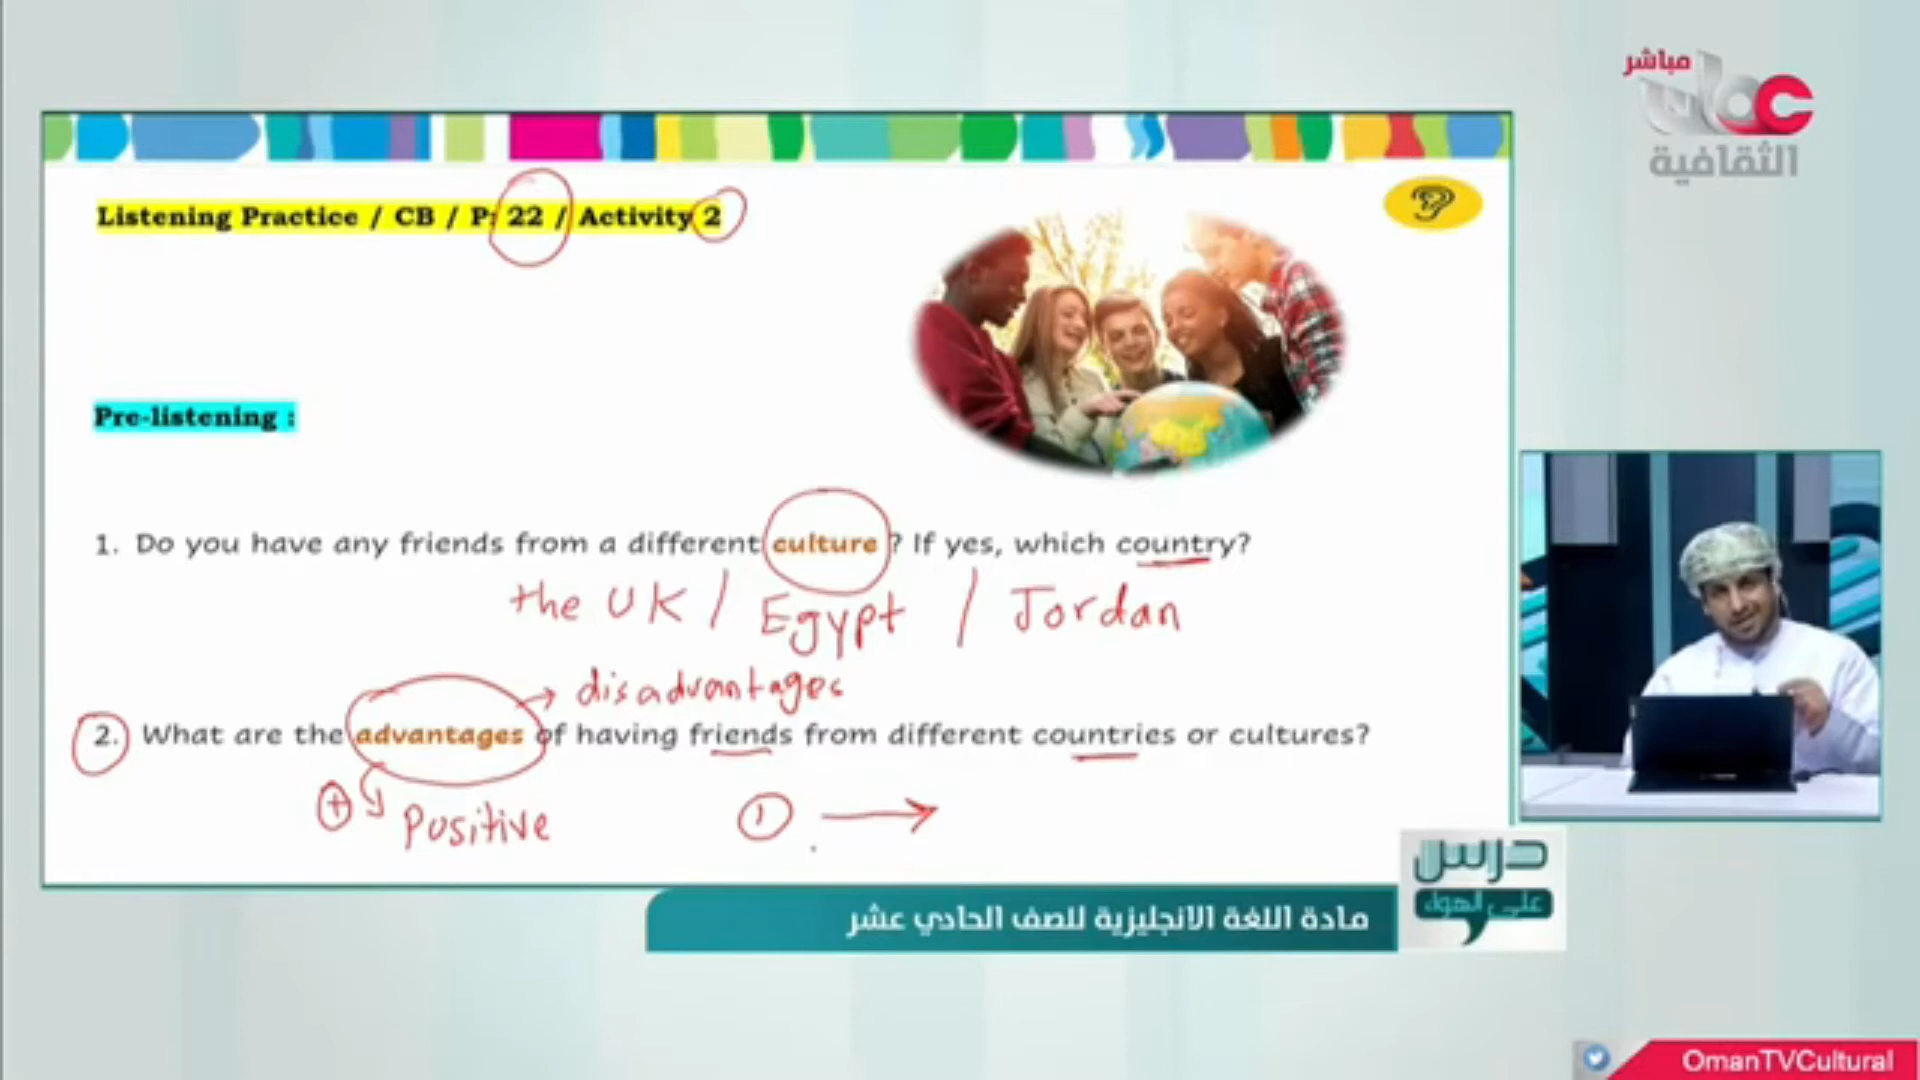 مباشر
عمان
الثقافية
Listening Practice / CB / P: 22 / Activity 2
Pre-listening :
1. Do you have any friends from a different culture ? If yes, which country?
the UK / Egypt / Jordan
→ disadvantages
2. What are the advantages of having friends from different countries or cultures?
+ Positive
1 →
درس
على الهواء
مادة اللغة الانجليزية للصف الحادي عشر
OmanTVCultural